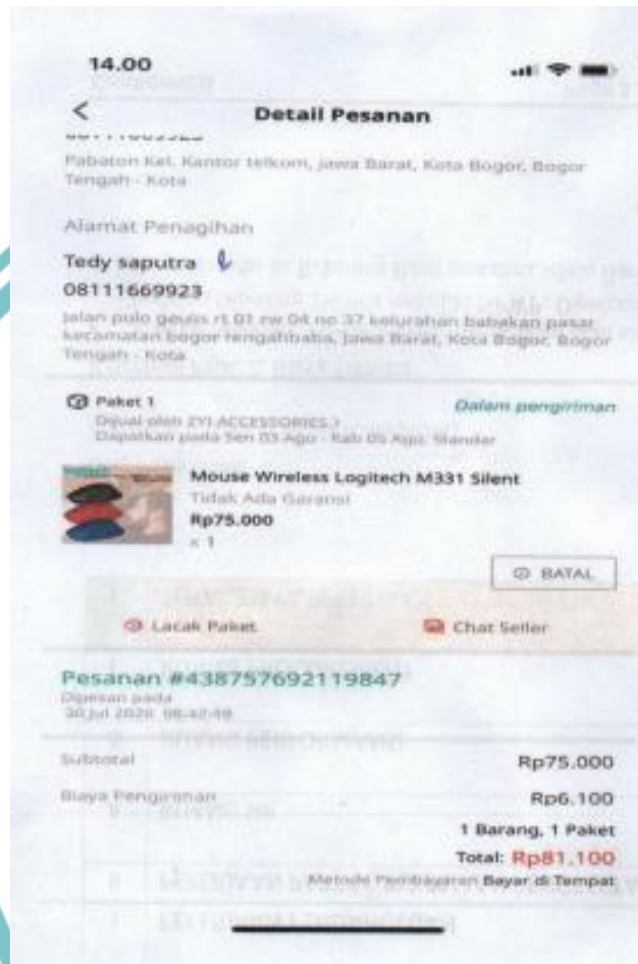 14.00
Detail Pesanan
Pabaton Kel. Kantor telkom, Jawa Barat, Kota Bogor, Bogor
Tengah - Kota
Alamat Penagihan
Tedy saputra
08111669923
Jalan pulo geulis rt 01 rw 04 no 37 kelurahan babakan pasar
kecamatan bogor Jawa Barat, Kota Bogor, Bogor
Tengah - Kota
Paket 1
Dalam pengiriman
Dijual oleh ZYI ACCESSORIES
Dapatkan pada Sen 03 Agu - Rab 05 Agu, Standar
Mouse Wireless Logitech M331 Silent
Tidak Ada Garansi
Rp75.000
x 1
BATAL
Lacak Paket
Chat Seller
Pesanan #438757692119847
Dipesan pada
30 Jul 2020
Subtotal Rp75.000
Biaya Pengiriman Rp6.100
1 Barang, 1 Paket
Total: Rp81.100
Metode Pembayaran Bayar di Tempat